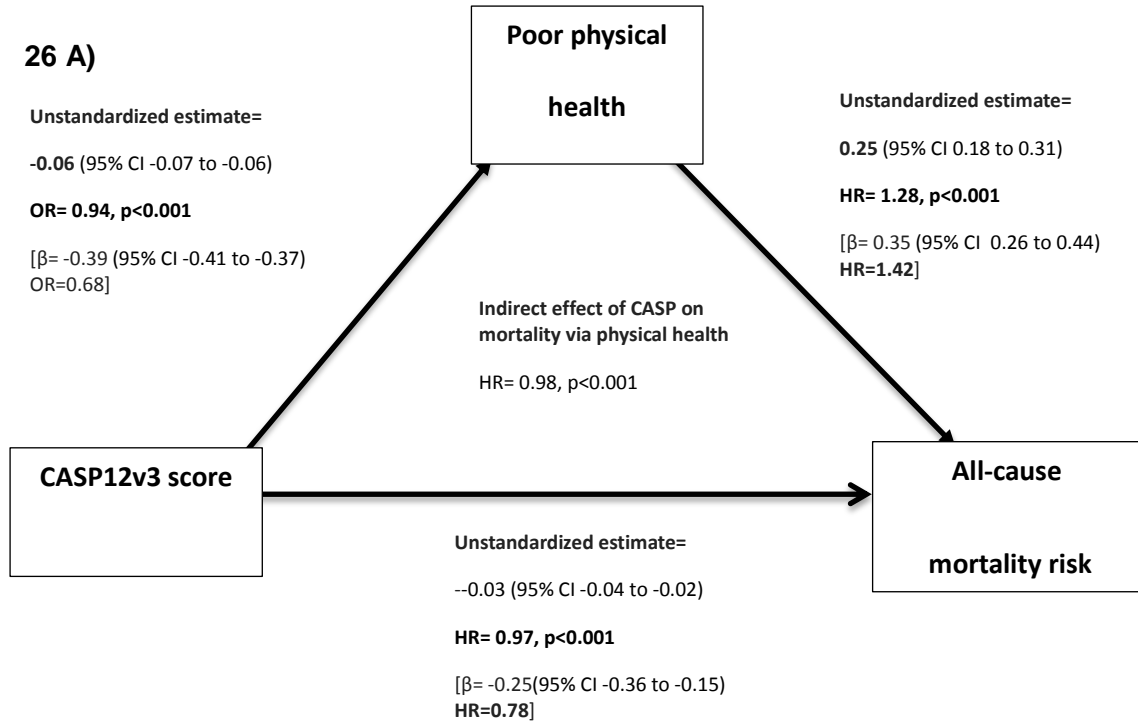 26 A)
Poor physical
health
Unstandardized estimate=
-0.06 (95% CI -0.07 to -0.06)
OR= 0.94, p<0.001
[β= -0.39 (95% CI -0.41 to -0.37)
OR=0.68]
Unstandardized estimate=
0.25 (95% CI 0.18 to 0.31)
HR= 1.28, p<0.001
[β= 0.35 (95% CI  0.26 to 0.44)
HR=1.42]
Indirect effect of CASP on
mortality via physical health
HR= 0.98, p<0.001
CASP12v3 score
All-cause
mortality risk
Unstandardized estimate=
--0.03 (95% CI -0.04 to -0.02)
HR= 0.97, p<0.001
[β= -0.25(95% CI -0.36 to -0.15)
HR=0.78]